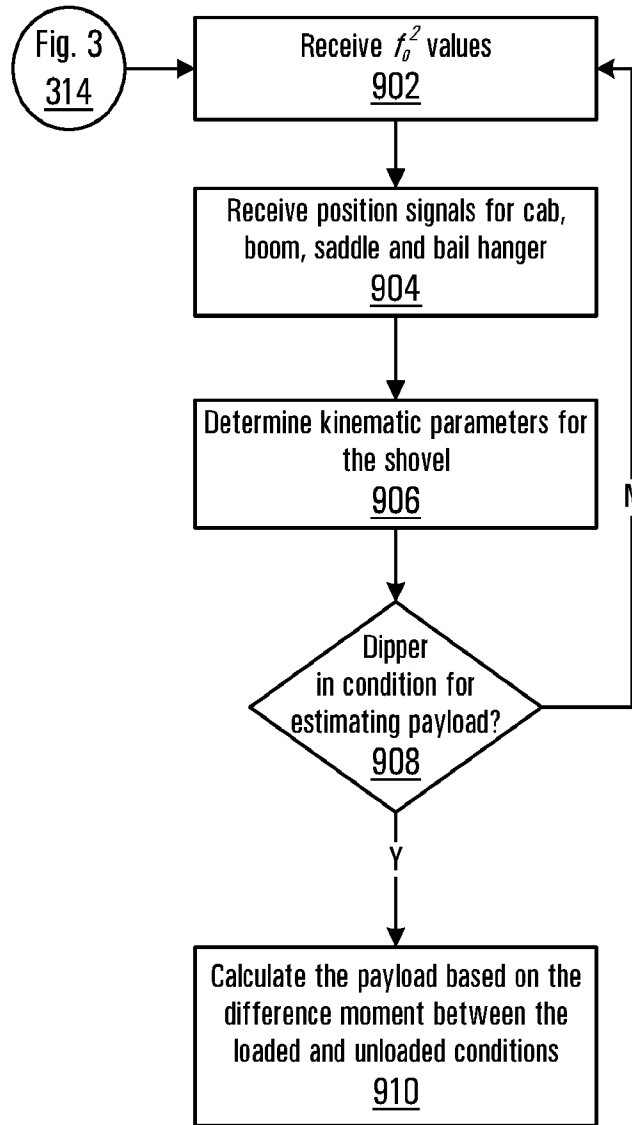 Fig. 3
314
Receive f₀² values
902
Receive position signals for cab,
boom, saddle and bail hanger
904
Determine kinematic parameters for
the shovel
906
N
Dipper
in condition for
estimating payload?
908
Y
Calculate the payload based on the
difference moment between the
loaded and unloaded conditions
910